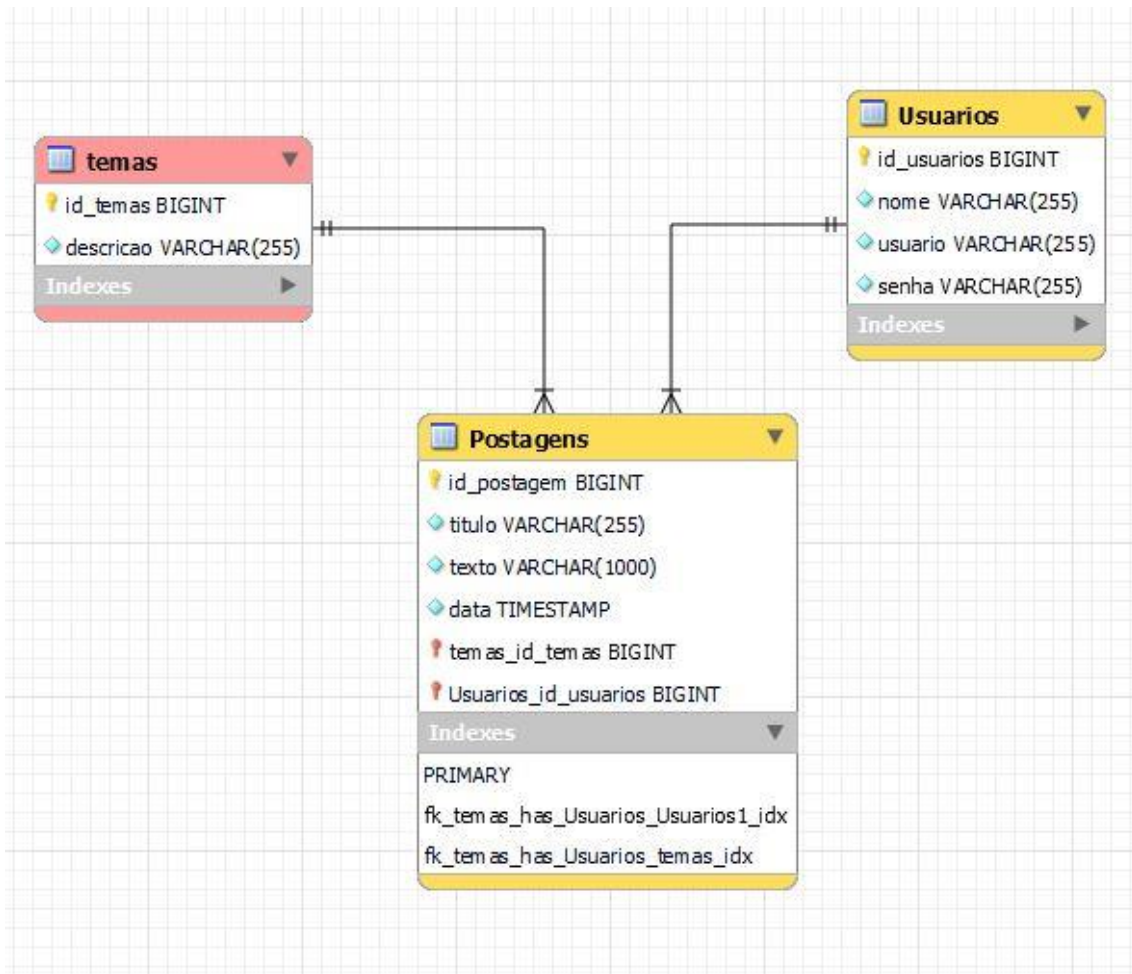 temas
id_temas BIGINT
descricao VARCHAR(255)
Indexes
Usuarios
id_usuarios BIGINT
nome VARCHAR(255)
usuario VARCHAR(255)
senha VARCHAR(255)
Indexes
Postagens
id_postagem BIGINT
titulo VARCHAR(255)
texto VARCHAR(1000)
data TIMESTAMP
temas_id_temas BIGINT
Usuarios_id_usuarios BIGINT
Indexes
PRIMARY
fk_temas_has_Usuarios_Usuarios1_idx
fk_temas_has_Usuarios_temas_idx